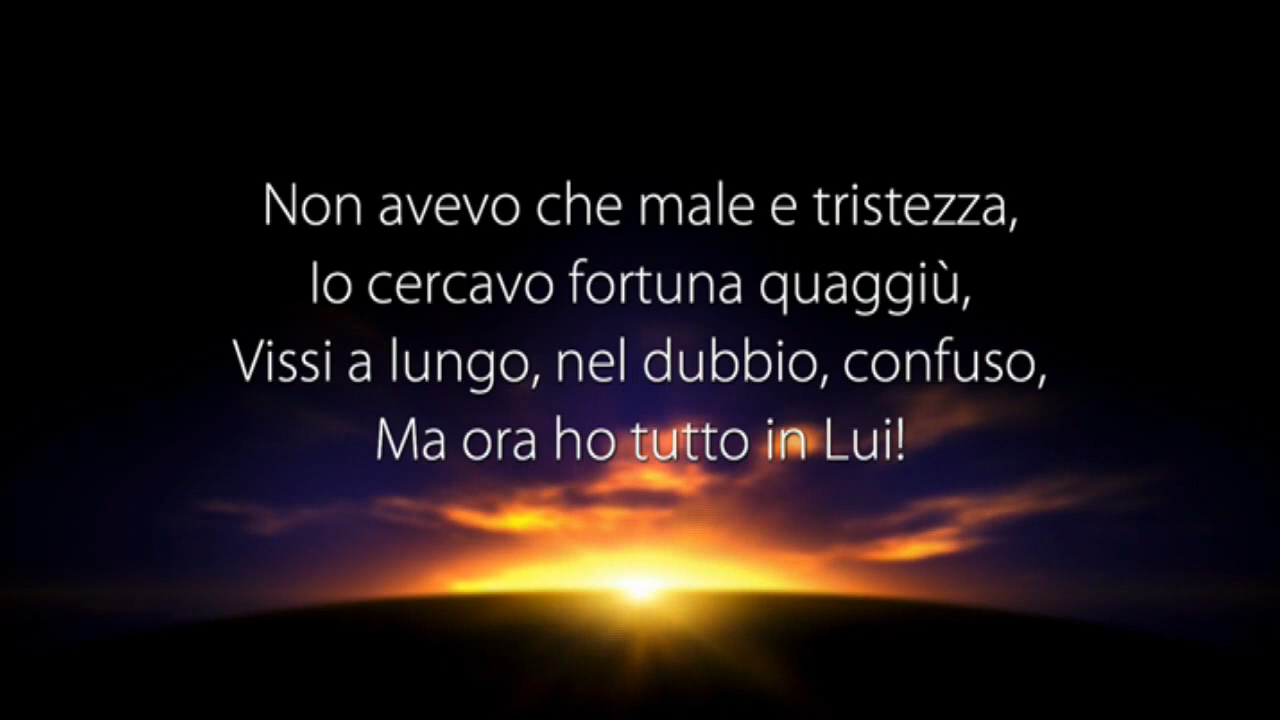 Non avevo che male e tristezza,
Io cercavo fortuna quaggiù,
Vissi a lungo, nel dubbio, confuso,
Ma ora ho tutto in Lui!